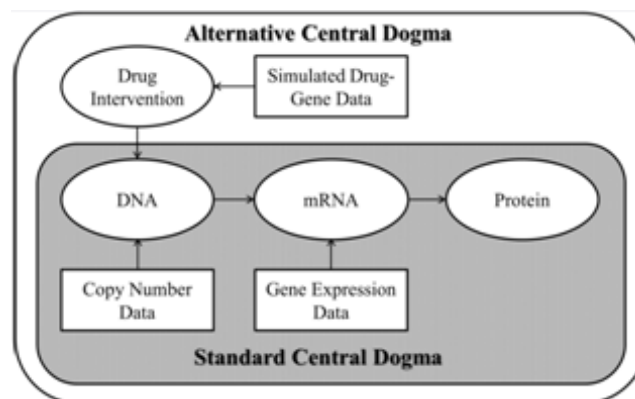 Alternative Central Dogma
Drug
Intervention
Simulated Drug-
Gene Data
DNA
mRNA
Protein
Copy Number
Data
Gene Expression
Data
Standard Central Dogma